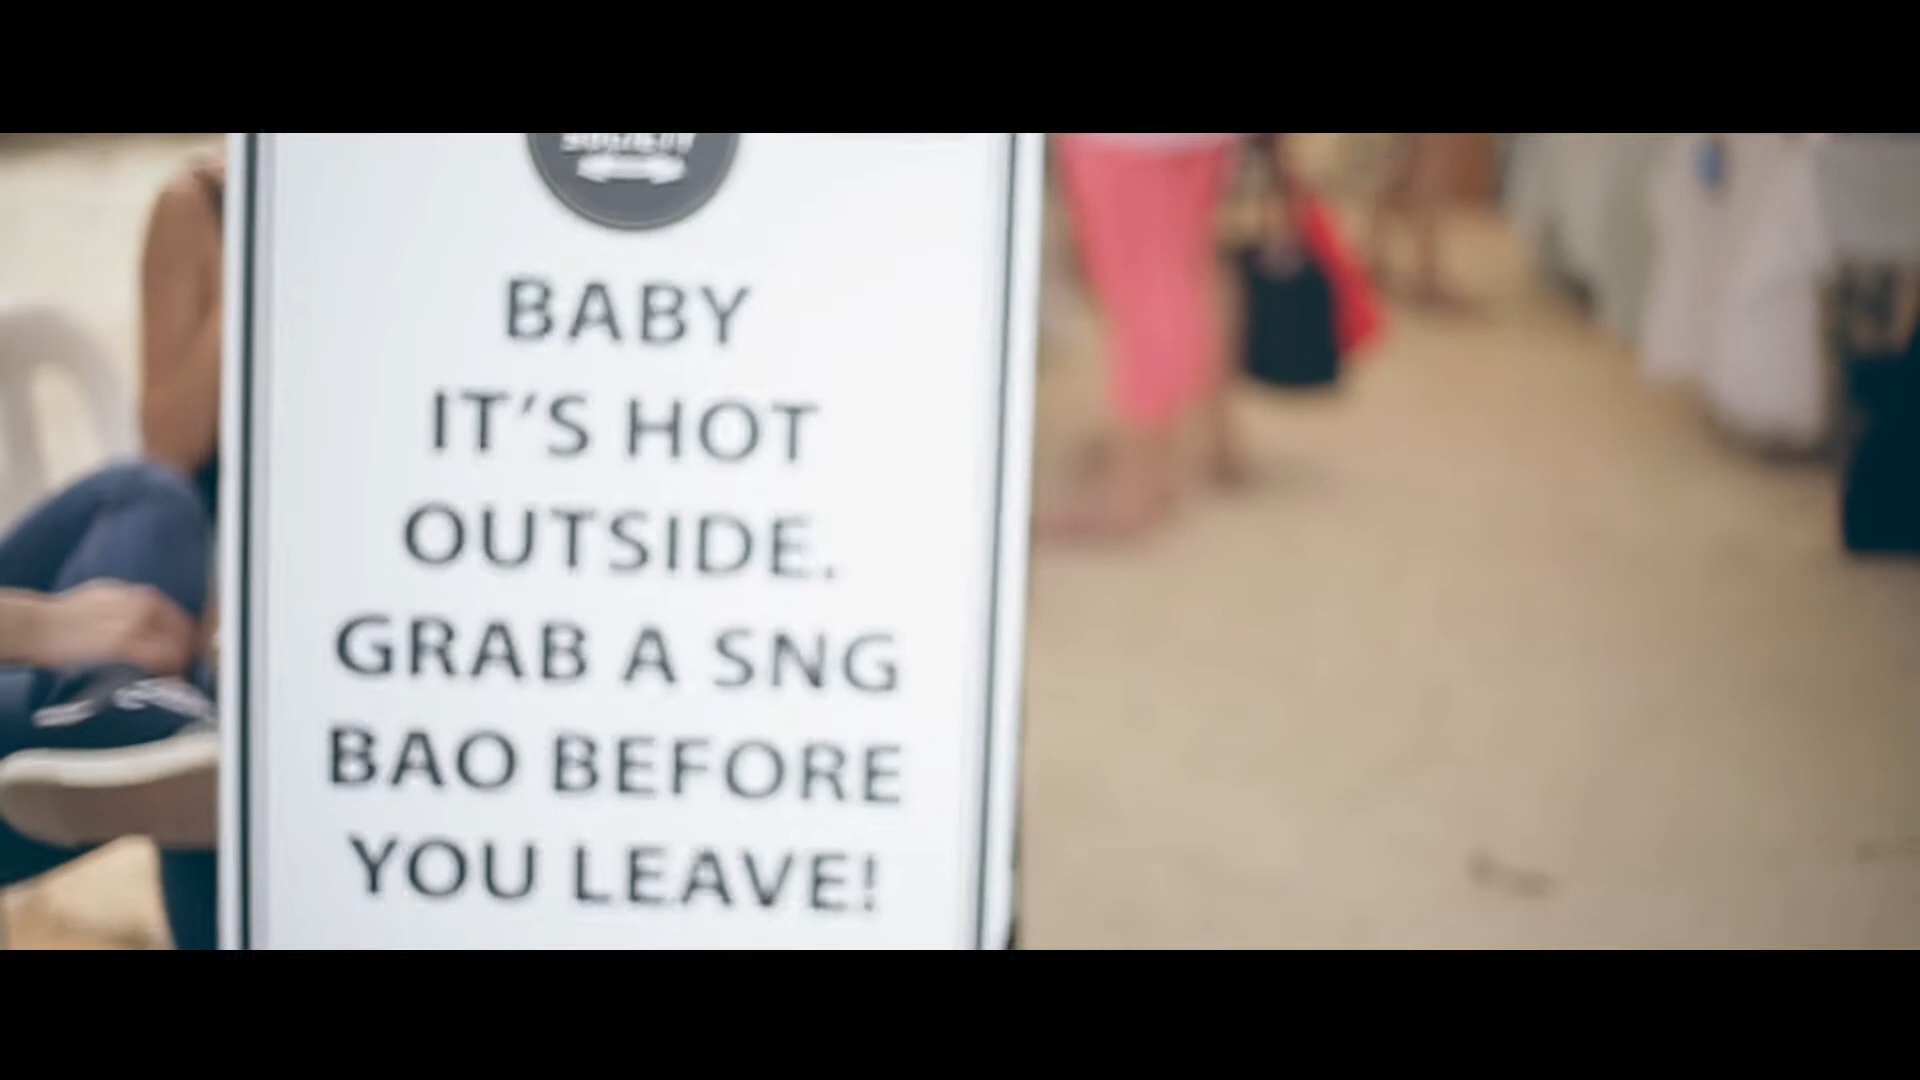 BABY
IT'S HOT
OUTSIDE.
GRAB A SNG
BAO BEFORE
YOU LEAVE!